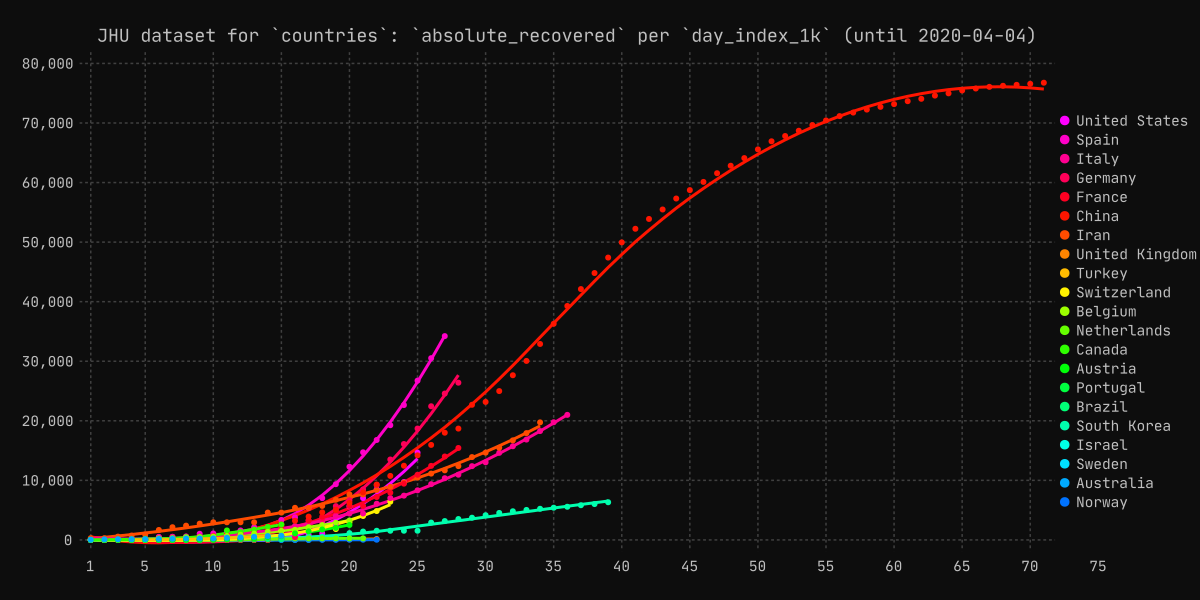 JHU dataset for `countries`: `absolute_recovered` per `day_index_1k` (until 2020-04-04)
80,000
70,000
60,000
50,000
40,000
30,000
20,000
10,000
0
1 5 10 15 20 25 30 35 40 45 50 55 60 65 70 75
United States
Spain
Italy
Germany
France
China
Iran
United Kingdom
Turkey
Switzerland
Belgium
Netherlands
Canada
Austria
Portugal
Brazil
South Korea
Israel
Sweden
Australia
Norway